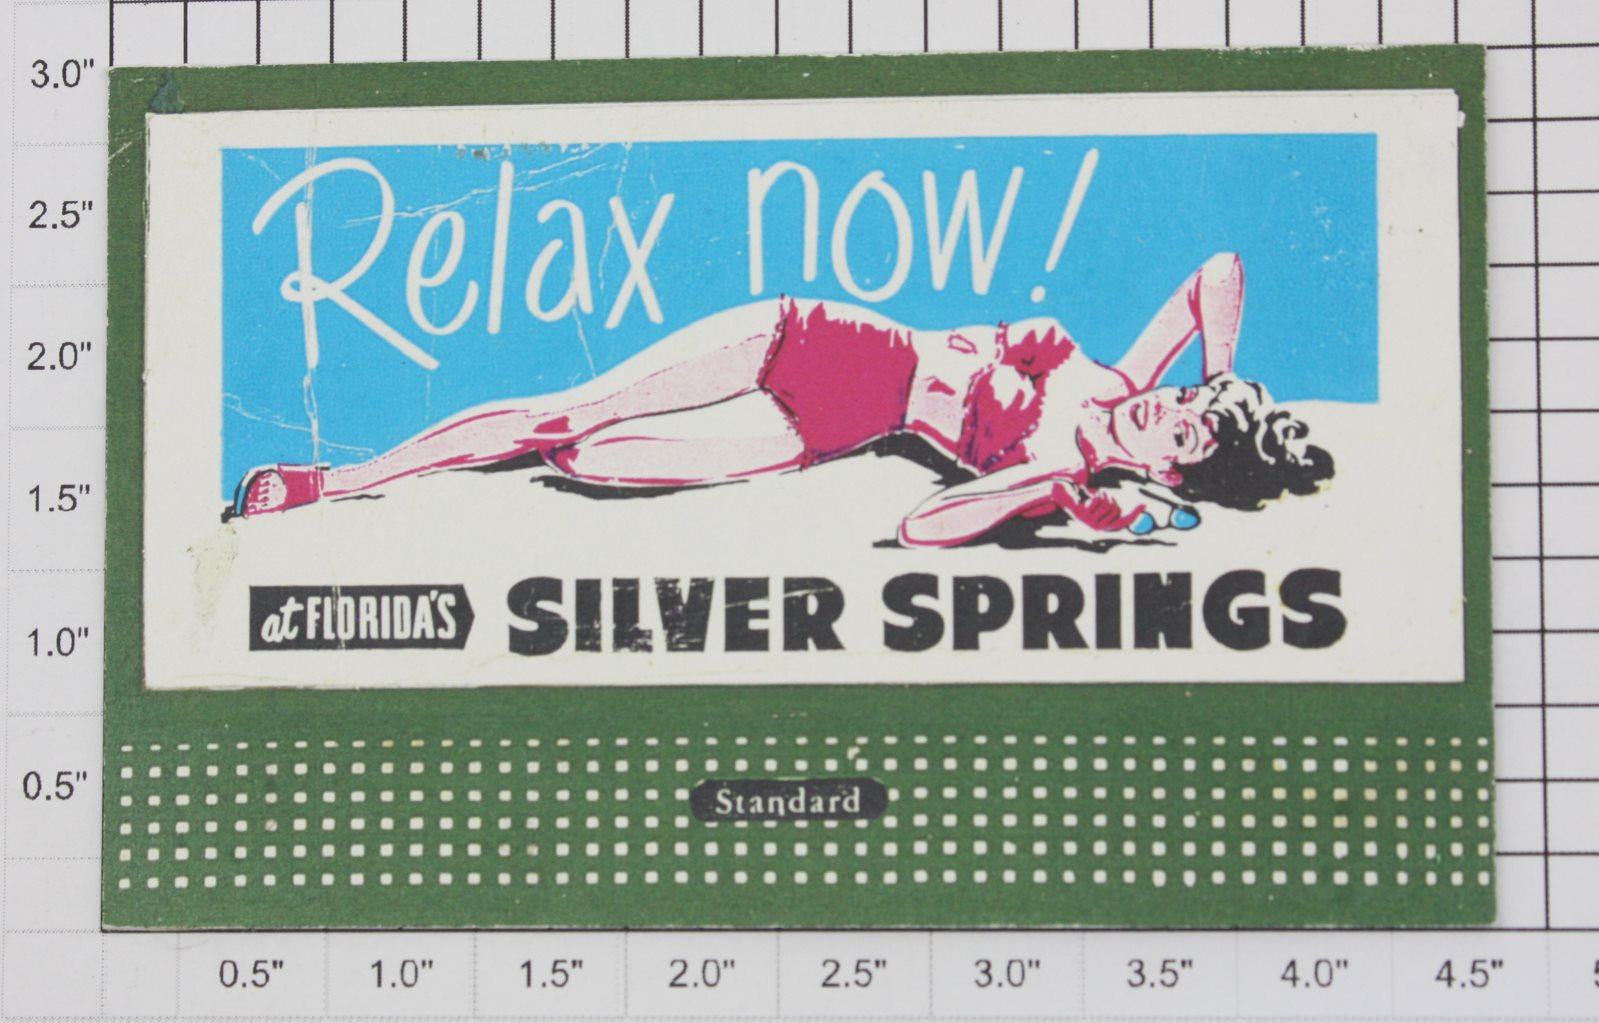 3.0"
2.5"
2.0"
1.5"
1.0"
0.5"
Relax now!
at FLORIDA'S SILVER SPRINGS
Standard
0.5" 1.0" 1.5" 2.0" 2.5" 3.0" 3.5" 4.0" 4.5"